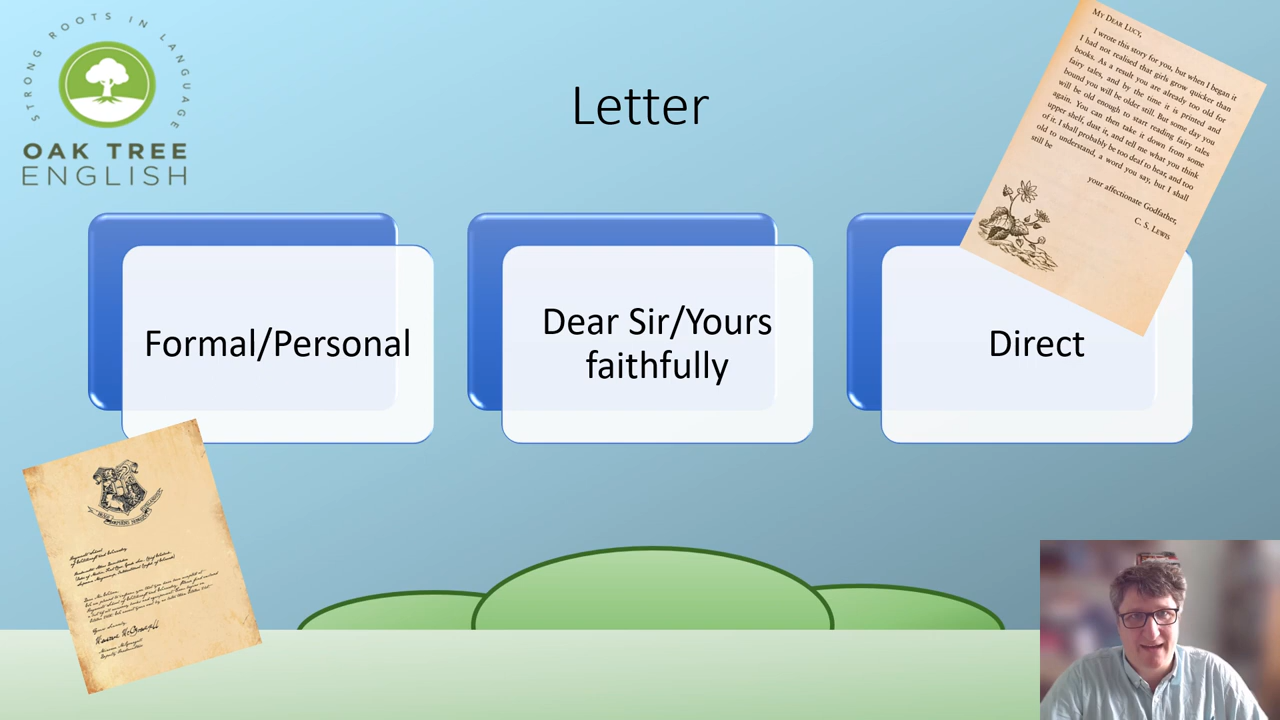 STRONG ROOTS IN LANGUAGE
OAK TREE
ENGLISH
Letter
MY DEAR LUCY,
I wrote this story for you, but when I began it
I had not realised that girls grow quicker than
books. As a result you are already too old for
fairy tales, and by the time it is printed and
bound you will be older still. But some day you
will be old enough to start reading fairy tales
again. You can then take it down from some
upper shelf, dust it, and tell me what you think
of it. I shall probably be too deaf to hear, and too
old to understand, a word you say, but I shall
still be
your affectionate Godfather,
C. S. LEWIS
Formal/Personal
Dear Sir/Yours
faithfully
Direct